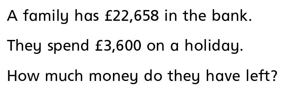 A family has £22,658 in the bank.
They spend £3,600 on a holiday.
How much money do they have left?